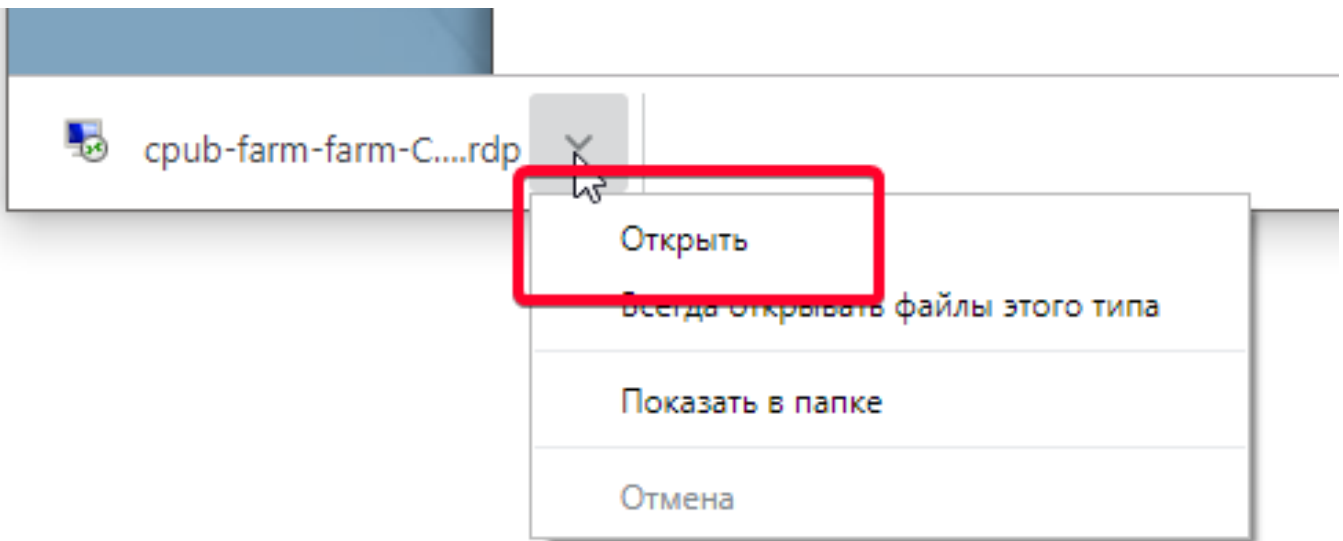 cpub-farm-farm-C....rdp
Открыть
Всегда открывать файлы этого типа
Показать в папке
Отмена